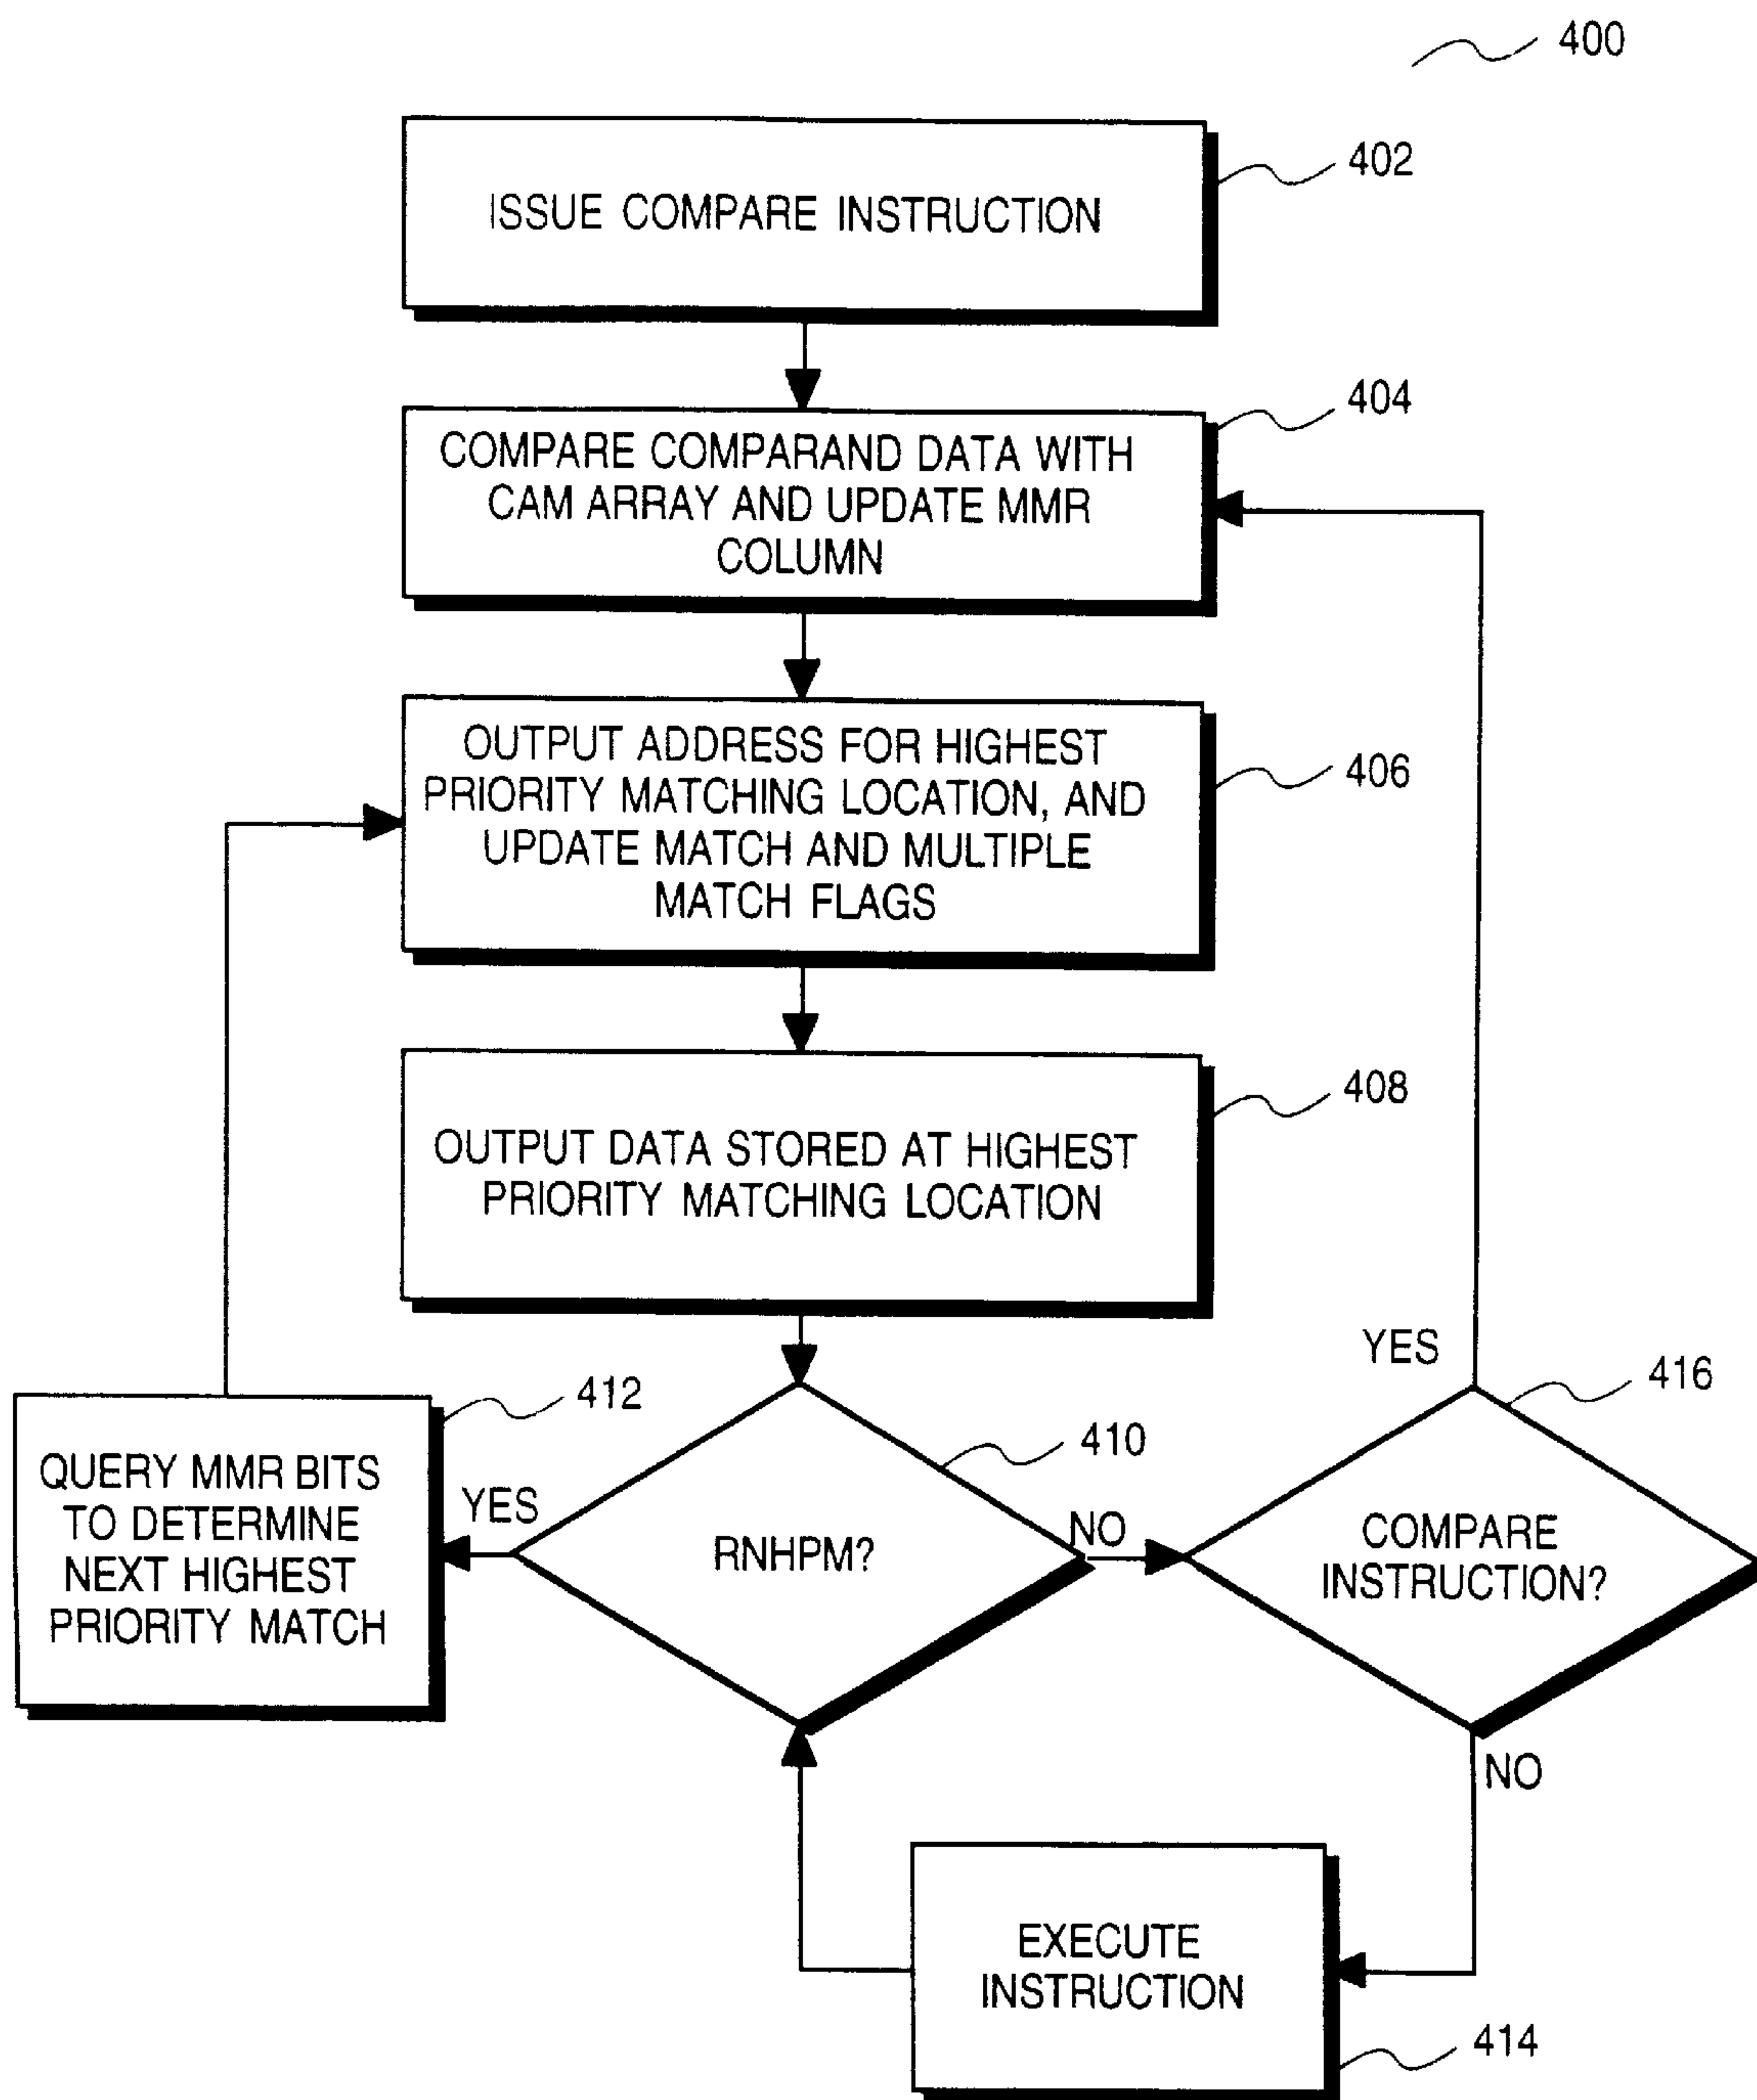 400
402
ISSUE COMPARE INSTRUCTION
404
COMPARE COMPARAND DATA WITH
CAM ARRAY AND UPDATE MMR
COLUMN
406
OUTPUT ADDRESS FOR HIGHEST
PRIORITY MATCHING LOCATION, AND
UPDATE MATCH AND MULTIPLE
MATCH FLAGS
408
OUTPUT DATA STORED AT HIGHEST
PRIORITY MATCHING LOCATION
412
QUERY MMR BITS
TO DETERMINE
NEXT HIGHEST
PRIORITY MATCH
YES
410
RNHPM?
NO
YES
416
COMPARE
INSTRUCTION?
NO
EXECUTE
INSTRUCTION
414